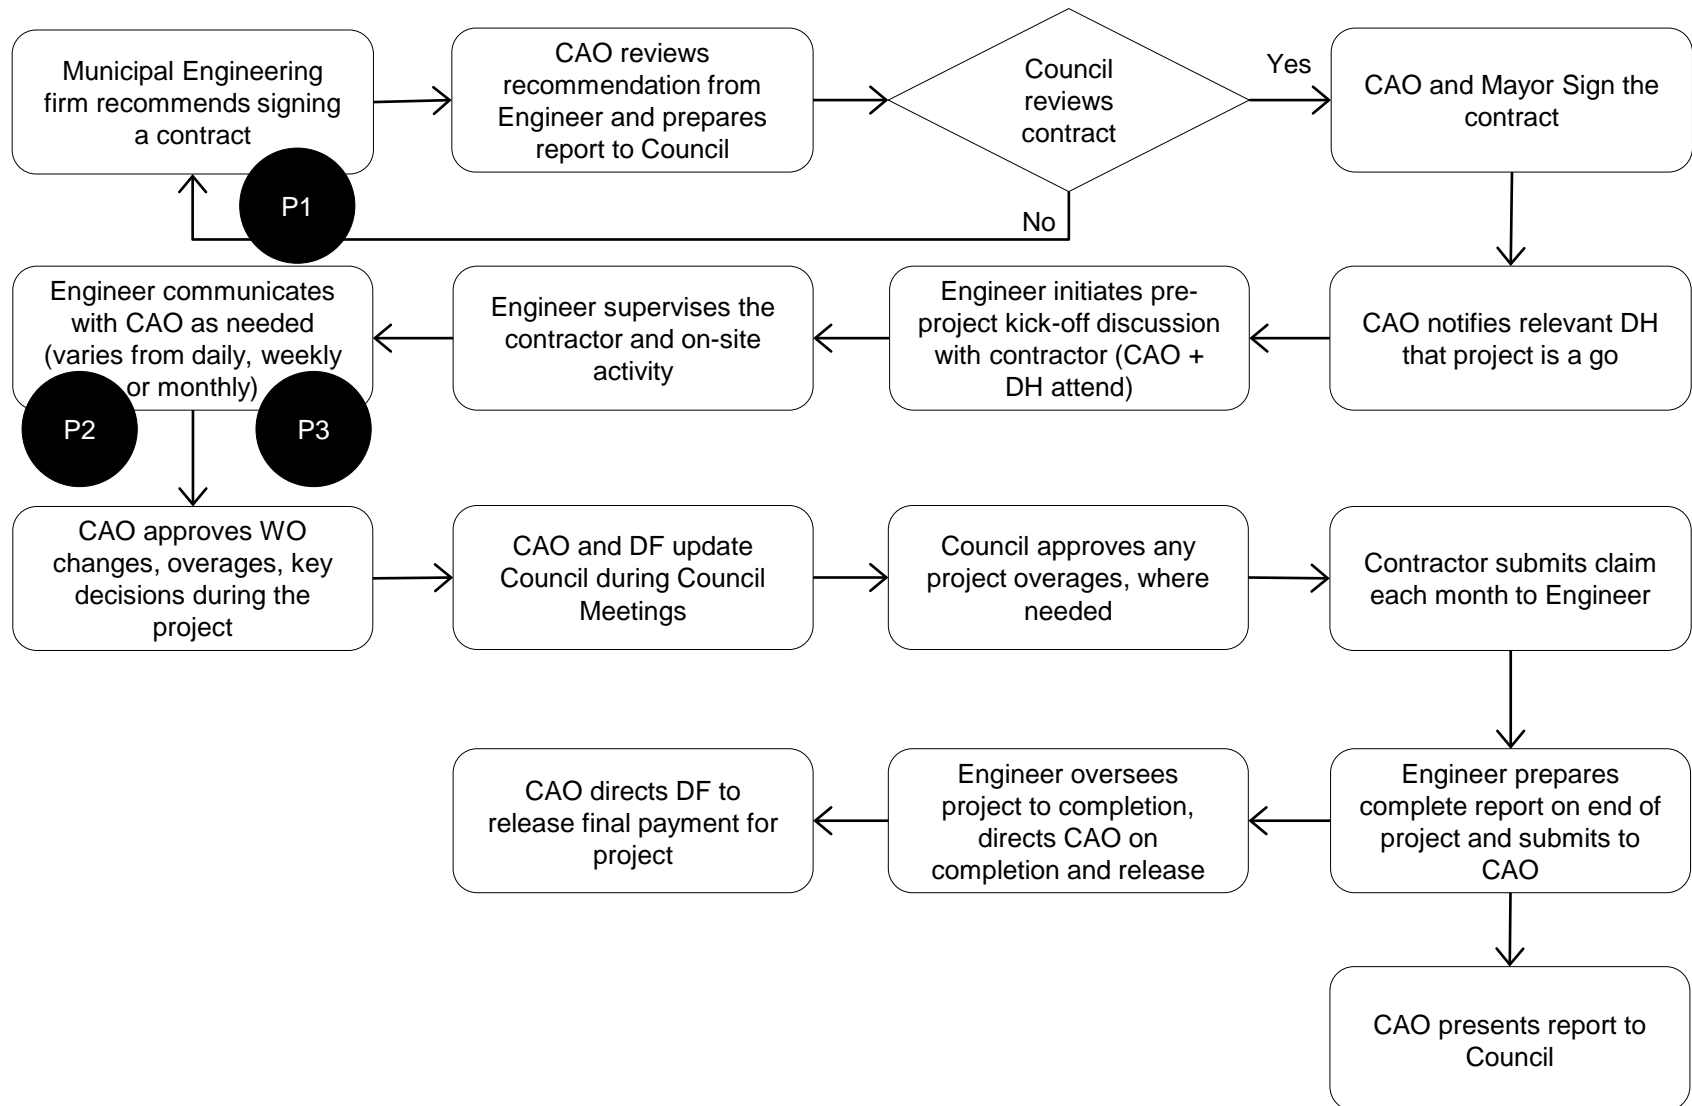 Municipal Engineering
firm recommends signing
a contract
CAO reviews
recommendation from
Engineer and prepares
report to Council
Council
reviews
contract
Yes
CAO and Mayor Sign the
contract
P1
No
Engineer communicates
with CAO as needed
(varies from daily, weekly
or monthly)
Engineer supervises the
contractor and on-site
activity
Engineer initiates pre-
project kick-off discussion
with contractor (CAO +
DH attend)
CAO notifies relevant DH
that project is a go
P2
P3
CAO approves WO
changes, overages, key
decisions during the
project
CAO and DF update
Council during Council
Meetings
Council approves any
project overages, where
needed
Contractor submits claim
each month to Engineer
CAO directs DF to
release final payment for
project
Engineer oversees
project to completion,
directs CAO on
completion and release
Engineer prepares
complete report on end of
project and submits to
CAO
CAO presents report to
Council